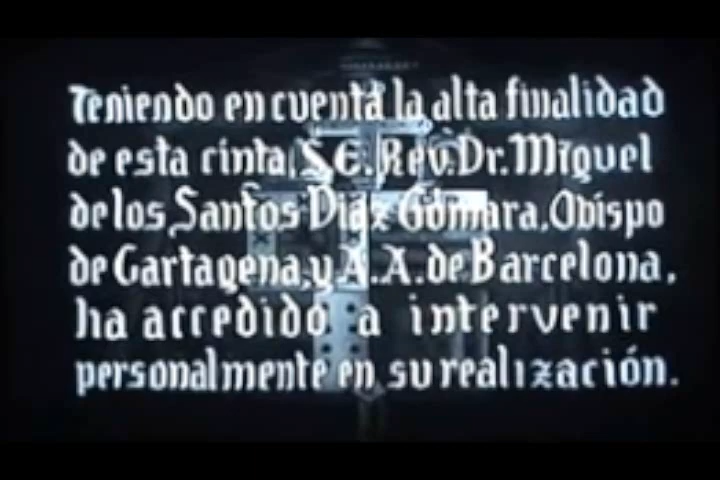 Teniendo en cuenta la alta finalidad
de esta cinta, S.E. Rev. Dr. Miguel
de los Santos Diaz Gómara, Obispo
de Cartagena, y A.A. de Barcelona,
ha accedido a intervenir
personalmente en su realización.